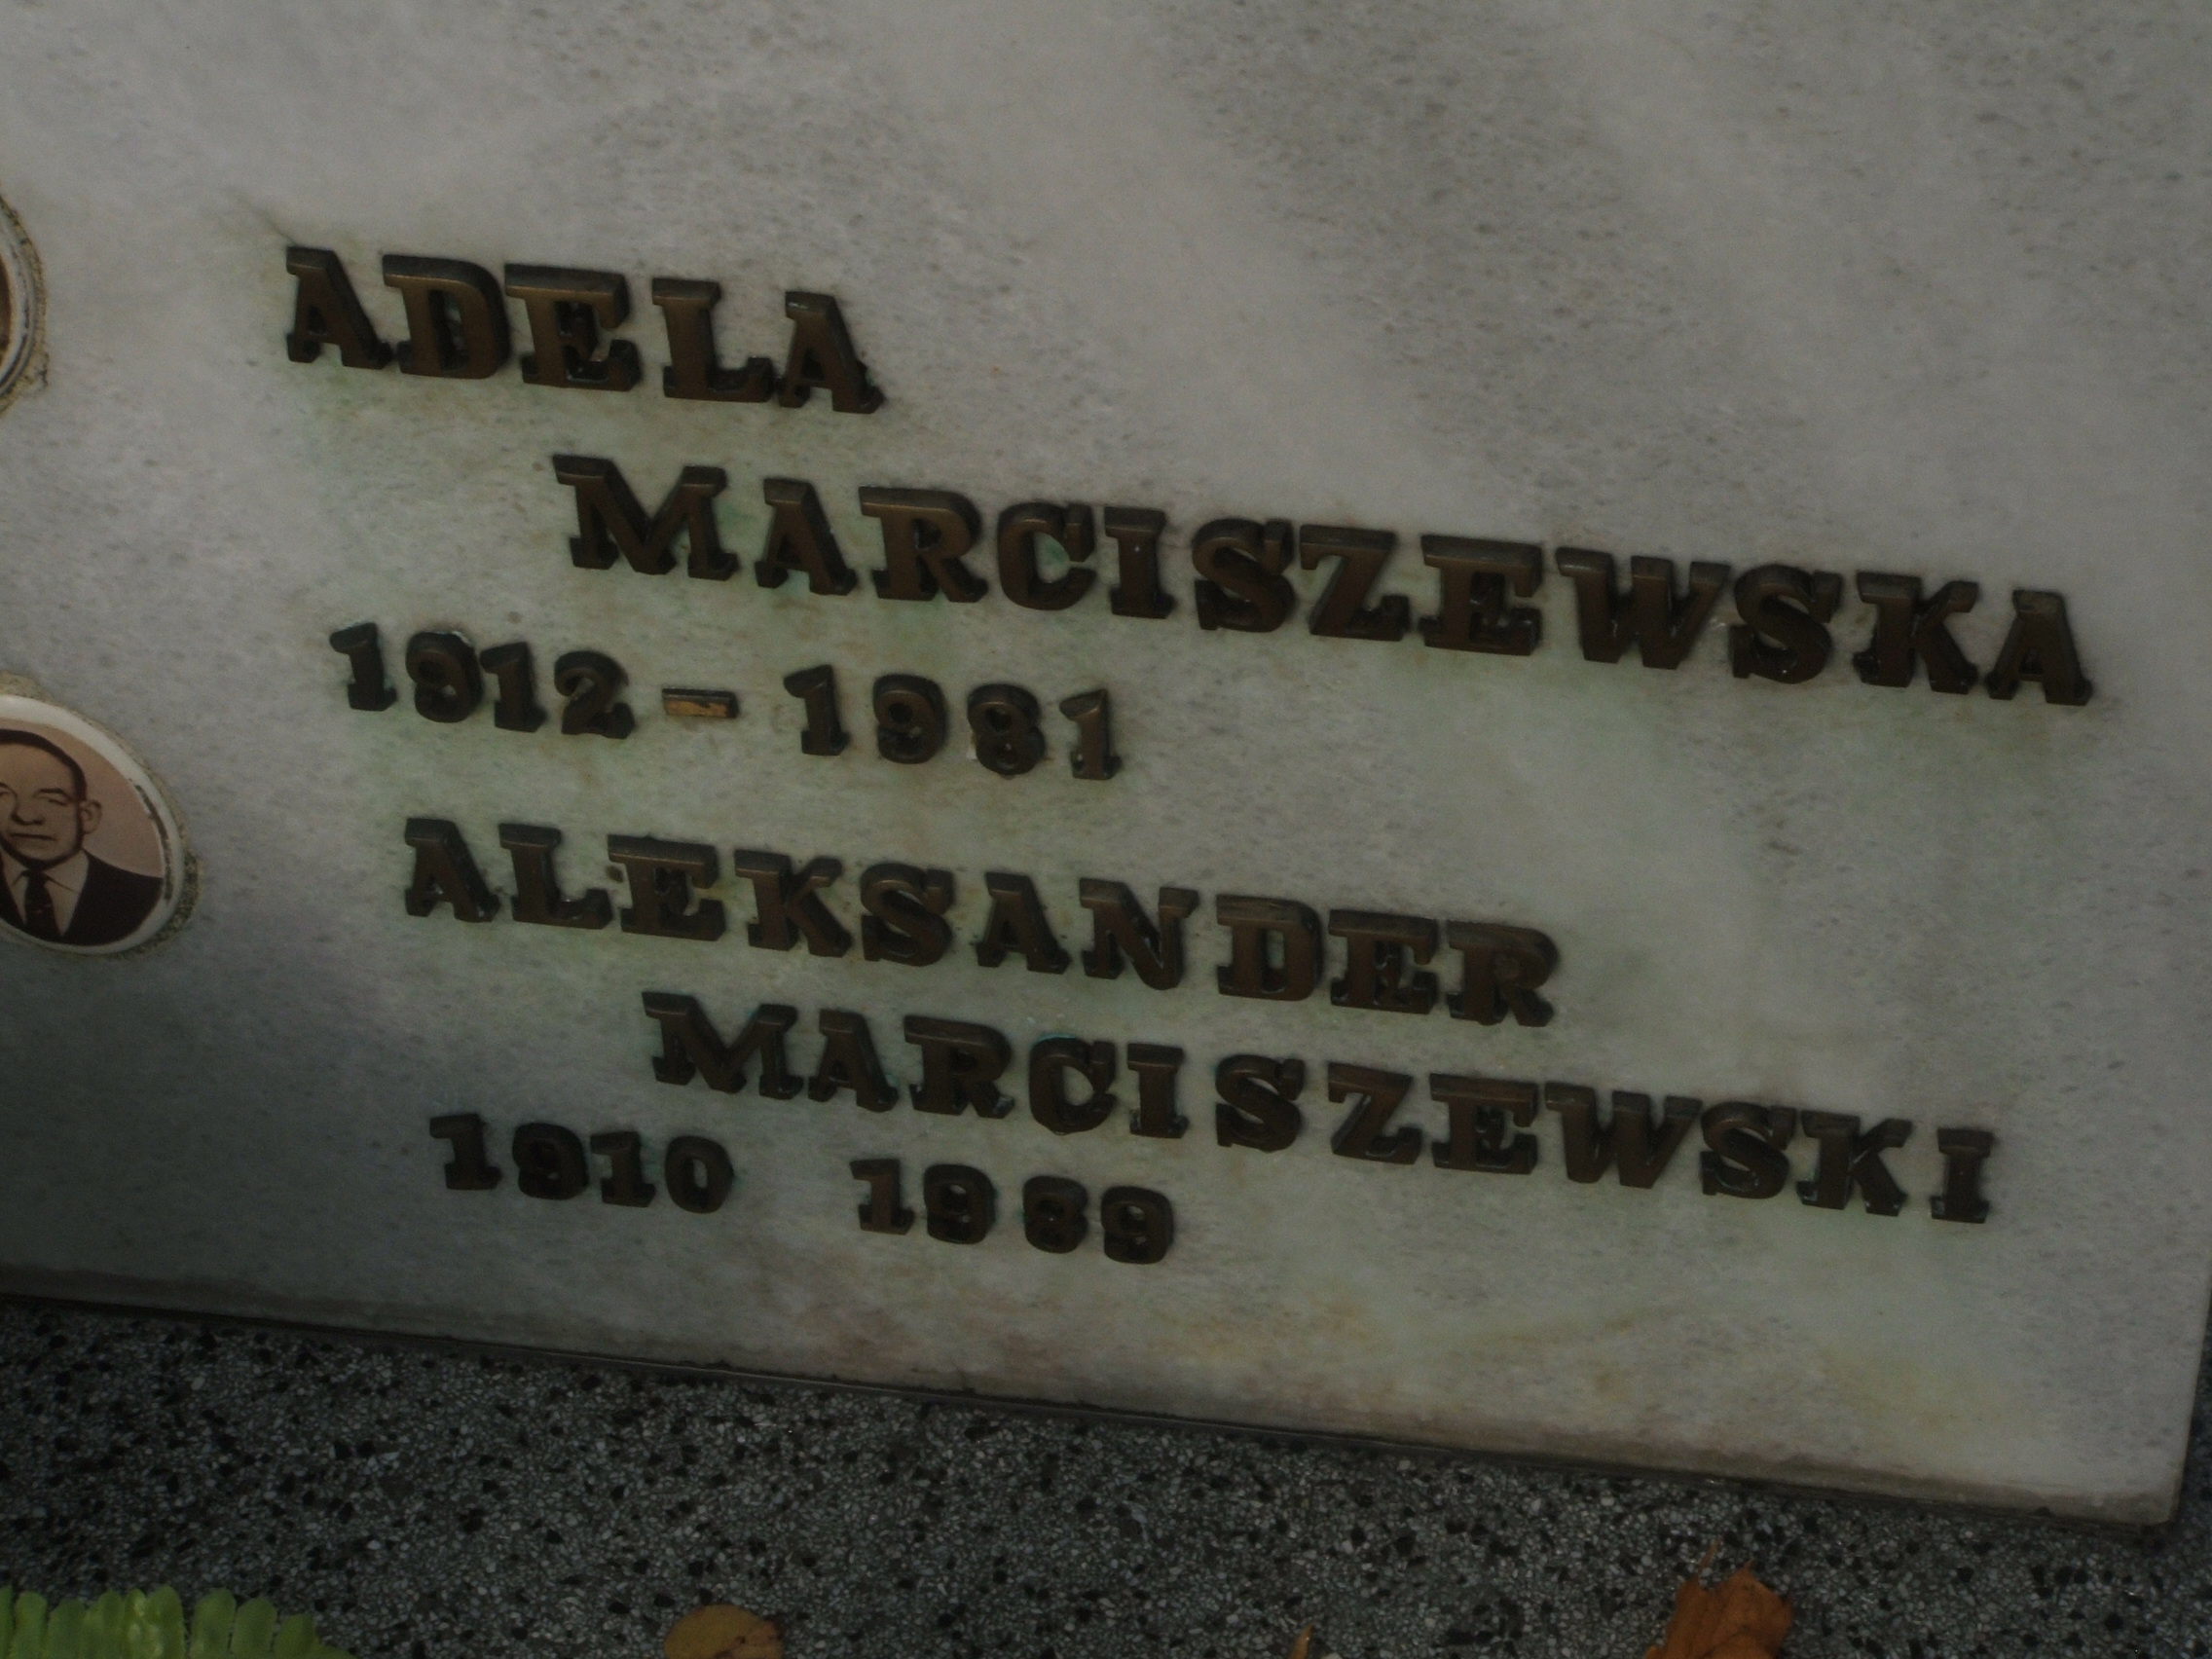 ADELA
MARCISZEWSKA
1912 - 1981
ALEKSANDER
MARCISZEWSKI
1910 1989